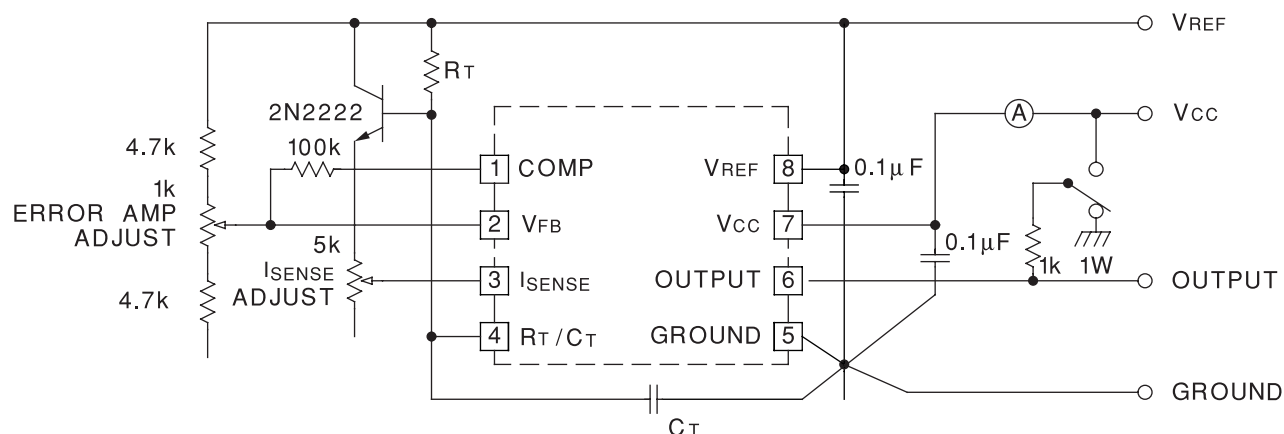 VREF
RT
2N2222
A
VCC
4.7k
100k
1 COMP
VREF 8
0.1μF
1k
ERROR AMP
ADJUST
2 VFB
VCC 7
0.1μF
5k
ISENSE
ADJUST
3 ISENSE
OUTPUT 6
1k
1W
OUTPUT
4.7k
4 RT/CT
GROUND 5
GROUND
CT